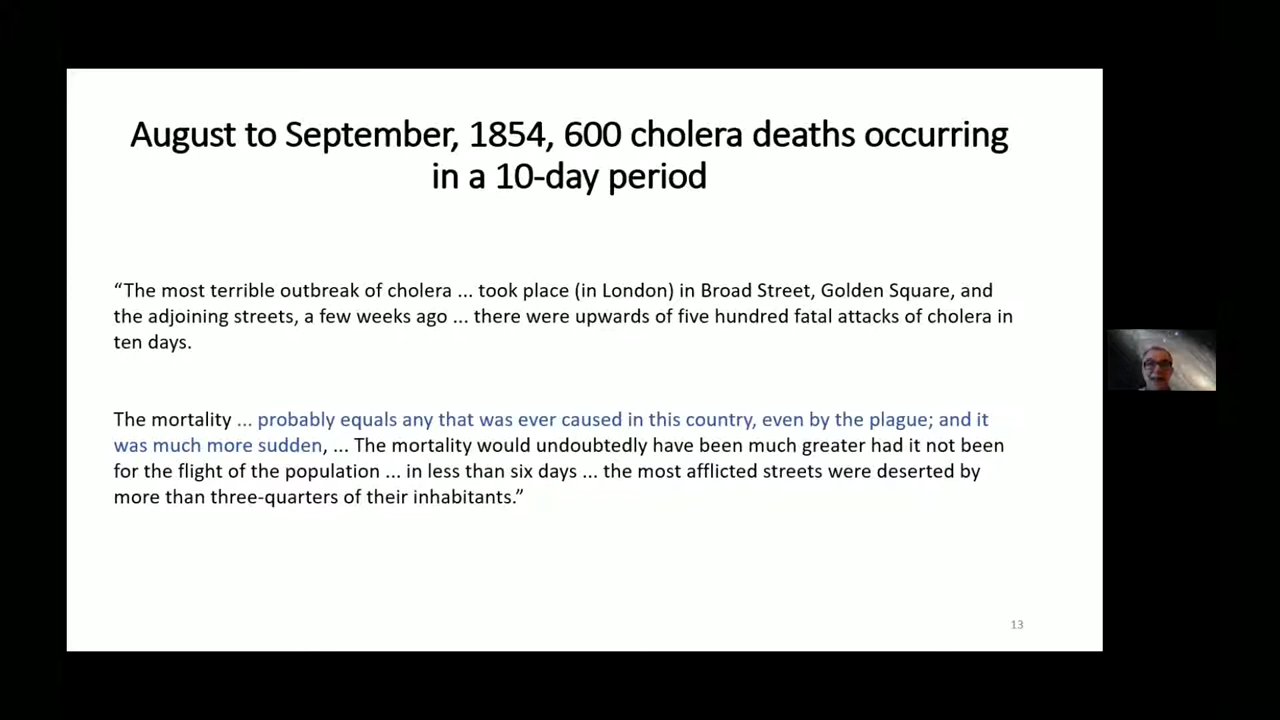 August to September, 1854, 600 cholera deaths occurring
in a 10-day period
“The most terrible outbreak of cholera ... took place (in London) in Broad Street, Golden Square, and
the adjoining streets, a few weeks ago ... there were upwards of five hundred fatal attacks of cholera in
ten days.
The mortality ... probably equals any that was ever caused in this country, even by the plague; and it
was much more sudden, ... The mortality would undoubtedly have been much greater had it not been
for the flight of the population ... in less than six days ... the most afflicted streets were deserted by
more than three-quarters of their inhabitants.”
13